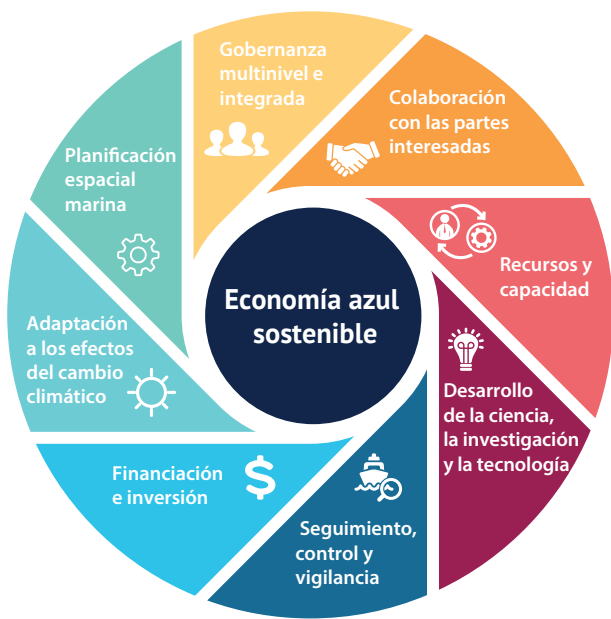 Gobernanza
multinivel e
integrada
Colaboración
con las partes
interesadas
Recursos y
capacidad
Desarrollo
de la ciencia,
la investigación
y la tecnología
Seguimiento,
control y
vigilancia
Financiación
e inversión
Adaptación
a los efectos
del cambio
climático
Planificación
espacial
marina
Economía azul
sostenible